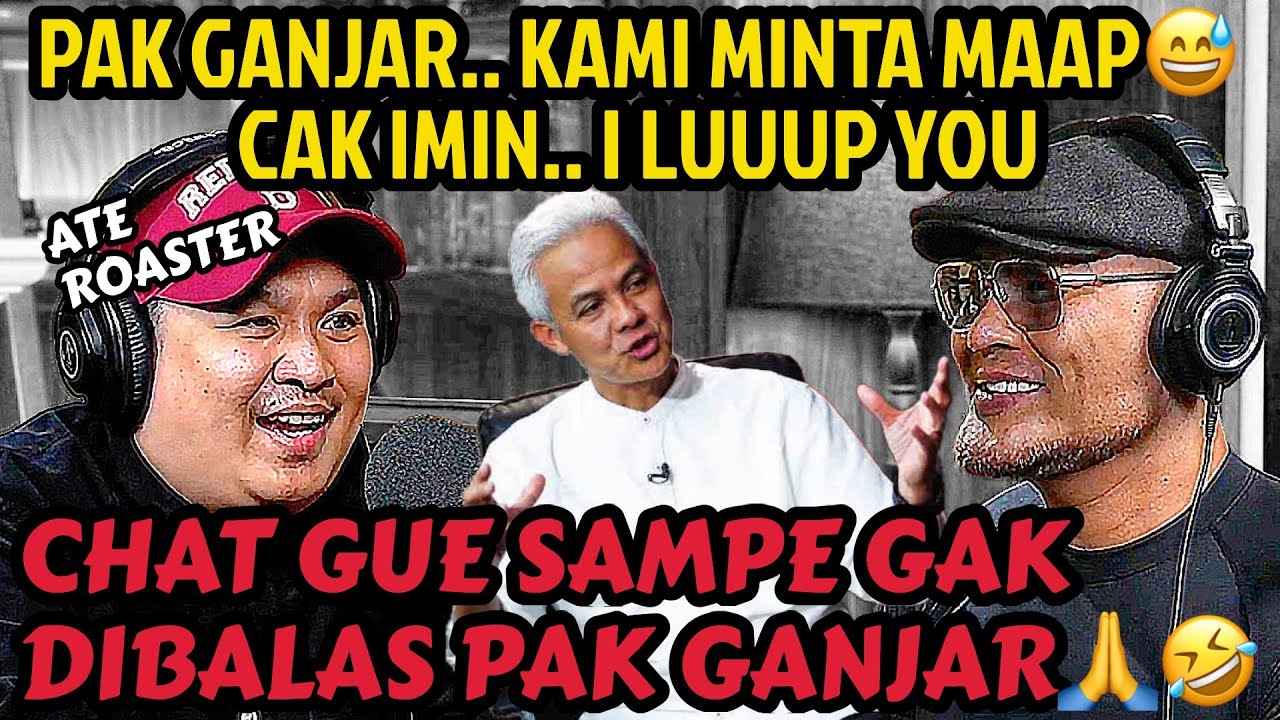 PAK GANJAR.. KAMI MINTA MAAP😅
CAK IMIN.. I LUUUP YOU
ATE
ROASTER
CHAT GUE SAMPE GAK
DIBALAS PAK GANJAR🙏🤣